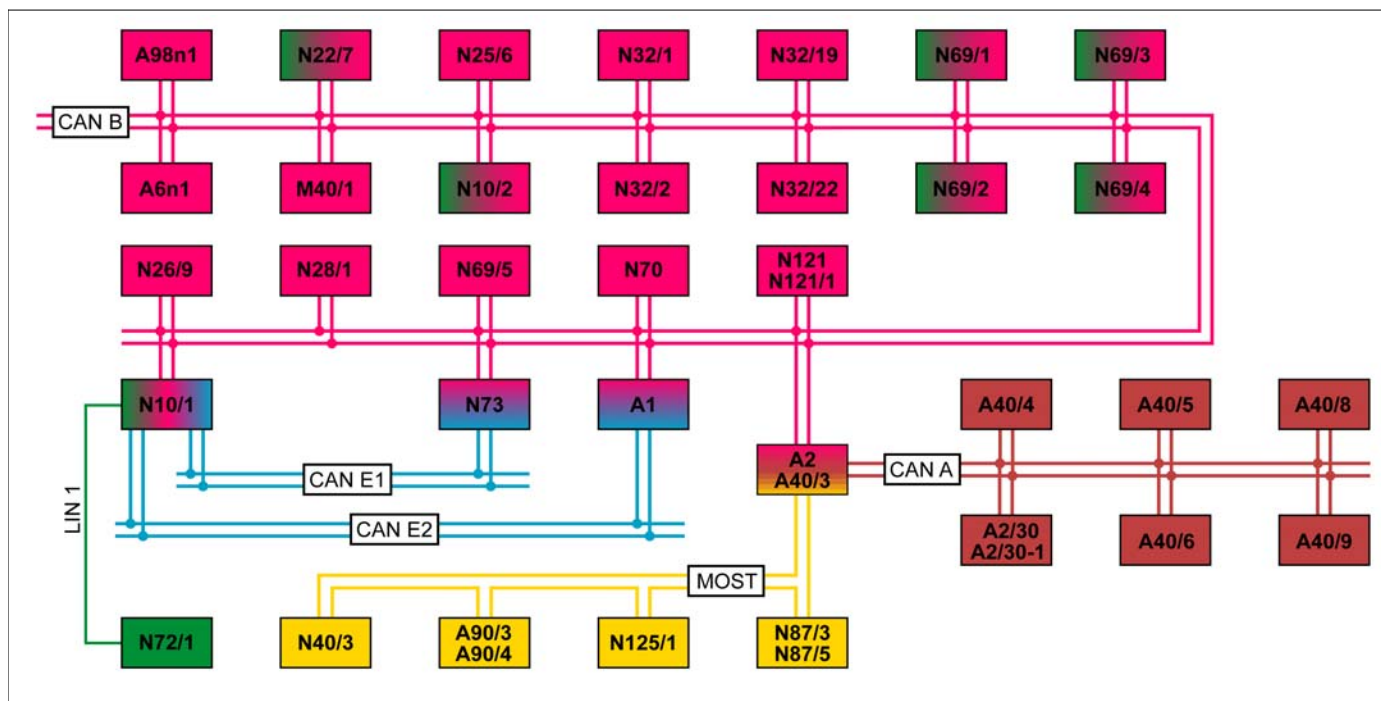 A98n1
N22/7
N25/6
N32/1
N32/19
N69/1
N69/3
CAN B
A6n1
M40/1
N10/2
N32/2
N32/22
N69/2
N69/4
N26/9
N28/1
N69/5
N70
N121
N121/1
N10/1
N73
A1
A40/4
A40/5
A40/8
A2
A40/3
CAN A
CAN E1
LIN 1
CAN E2
A2/30
A2/30-1
A40/6
A40/9
MOST
N72/1
N40/3
A90/3
A90/4
N125/1
N87/3
N87/5